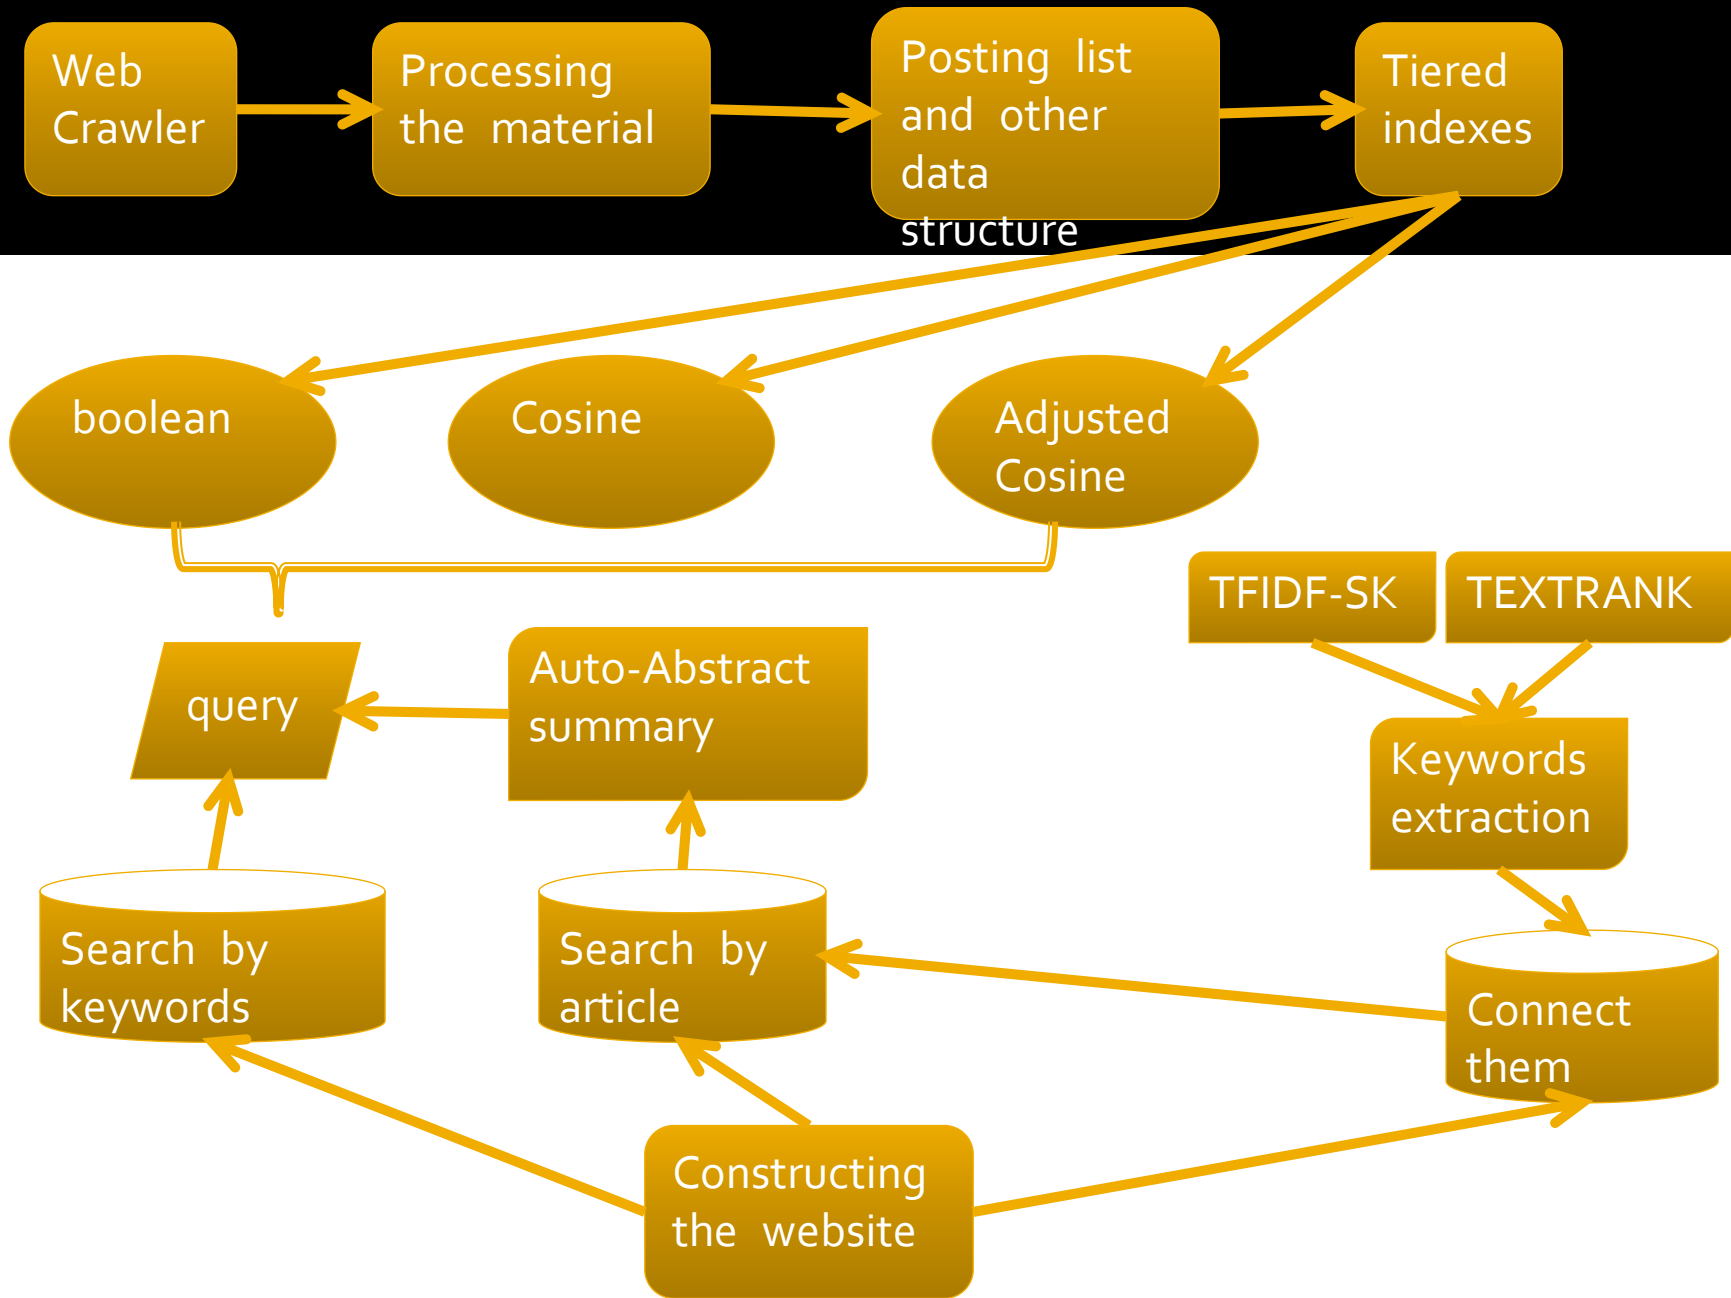 Web
Crawler
Processing
the material
Posting list
and other
data
structure
Tiered
indexes
boolean
Cosine
Adjusted
Cosine
TFIDF-SK
TEXTRANK
query
Auto-Abstract
summary
Keywords
extraction
Search by
keywords
Search by
article
Connect
them
Constructing
the website